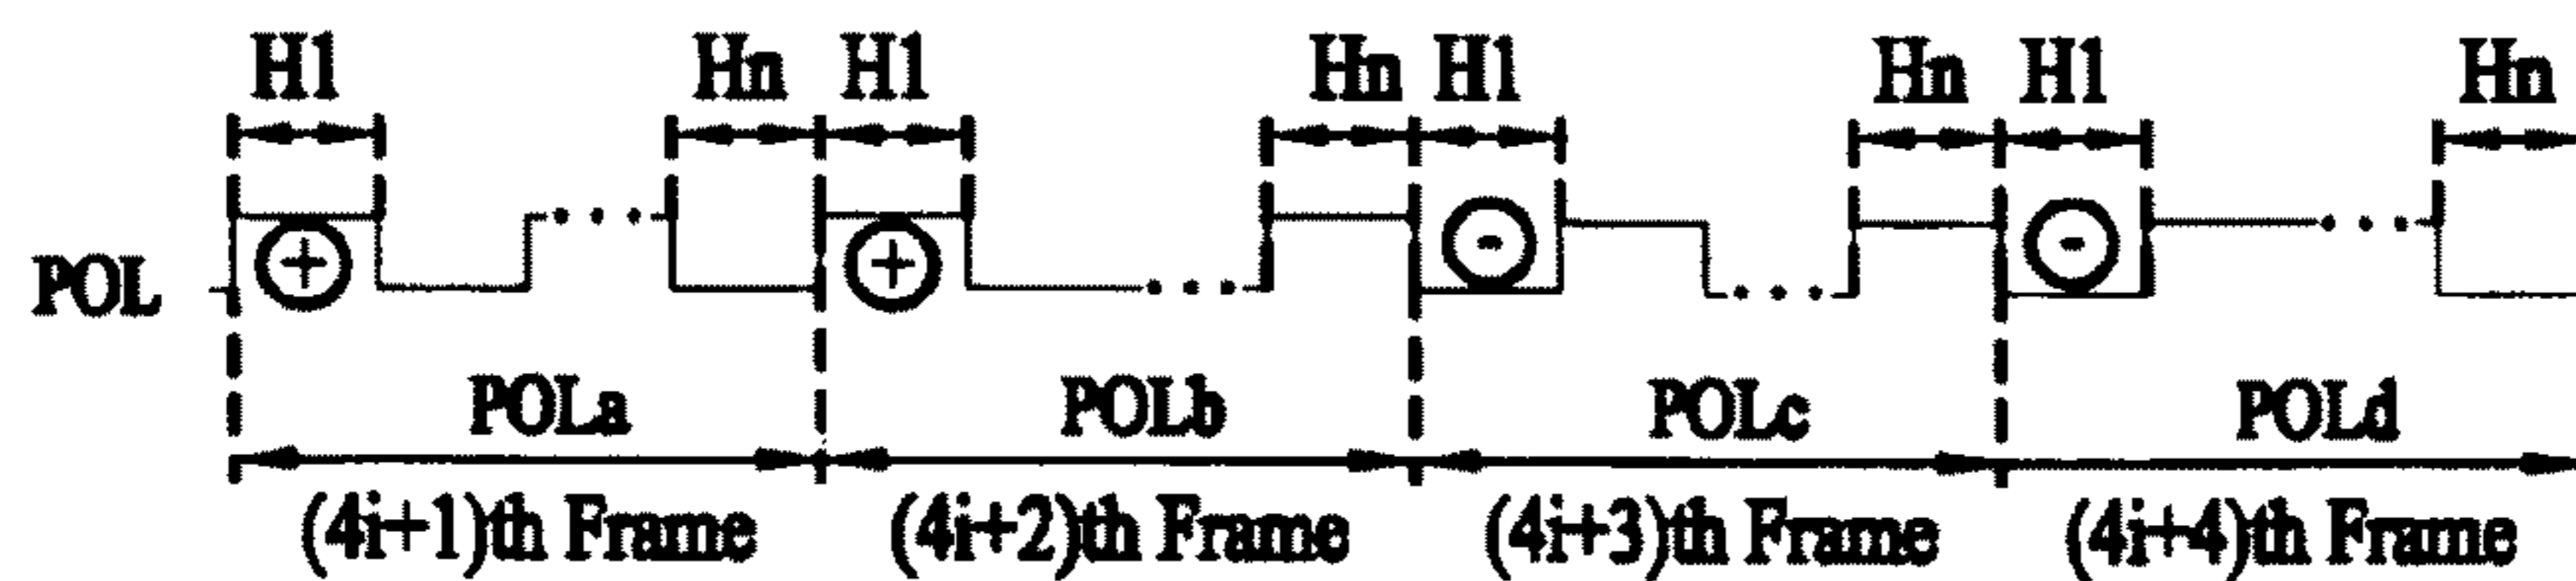 H1 Hn H1 Hn H1 Hn H1 Hn
+ + - -
POL
POLa POLb POLc POLd
(4i+1)th Frame (4i+2)th Frame (4i+3)th Frame (4i+4)th Frame